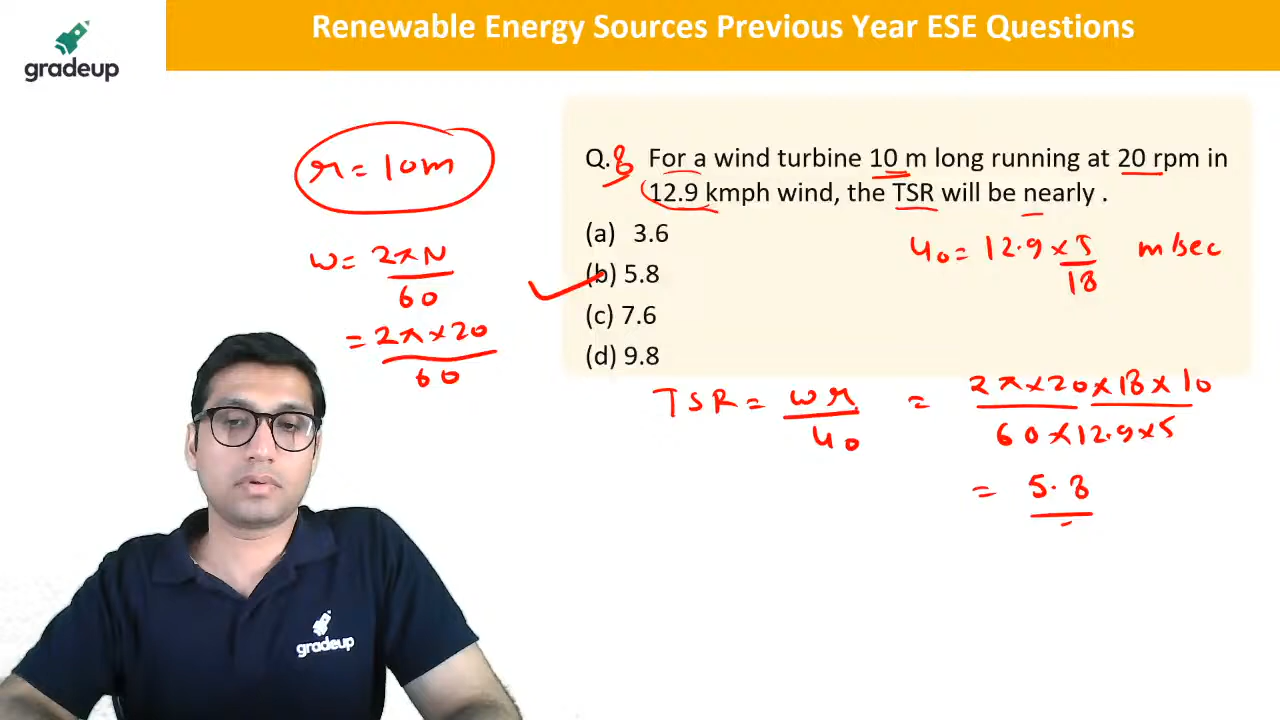 Renewable Energy Sources Previous Year ESE Questions
gradeup
r = 10m
Q.8 For a wind turbine 10 m long running at 20 rpm in
12.9 kmph wind, the TSR will be nearly .
(a) 3.6
(b) 5.8
(c) 7.6
(d) 9.8
u₀ = 12.9 × 5/18 m/sec
ω = 2πN/60
= 2π×20/60
TSR = ωr/u₀ = 2π×20×18×10/60×12.9×5
= 5.8
gradeup